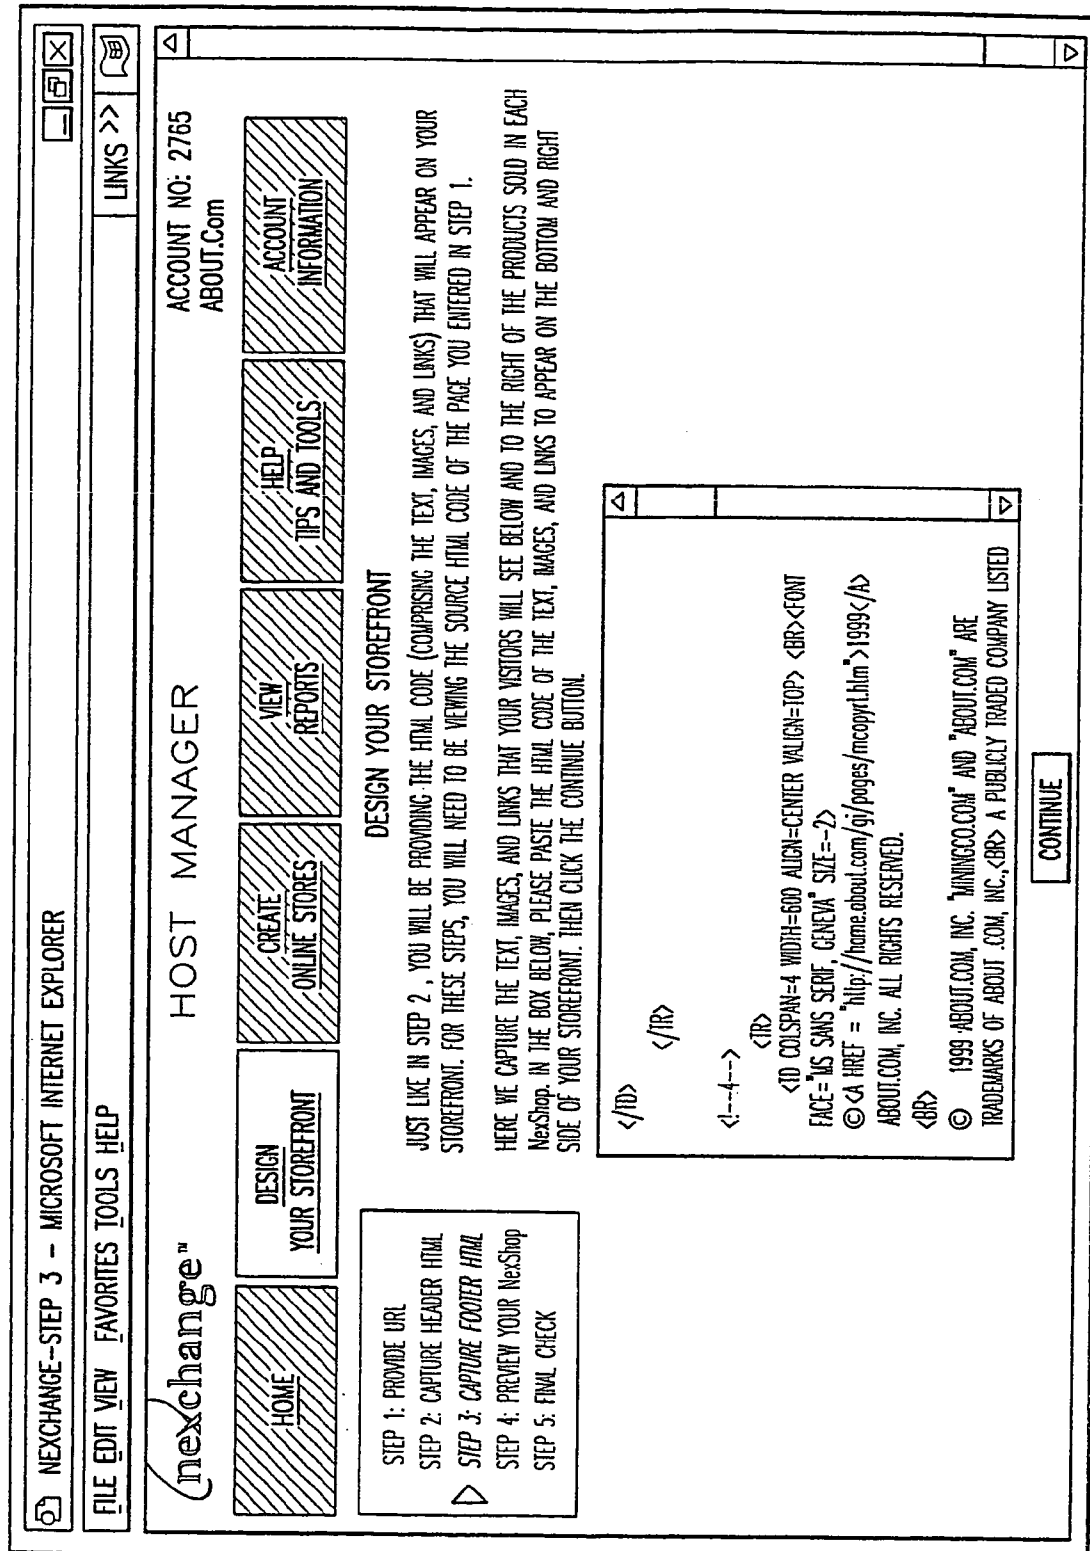 NEXCHANGE-STEP 3 - MICROSOFT INTERNET EXPLORER
FILE EDIT VIEW FAVORITES TOOLS HELP
LINKS >>
nexchange™
HOST MANAGER
ACCOUNT NO: 2765
ABOUT.Com
HOME
DESIGN
YOUR STOREFRONT
CREATE
ONLINE STORES
VIEW
REPORTS
HELP
TIPS AND TOOLS
ACCOUNT
INFORMATION
STEP 1: PROVIDE URL
STEP 2: CAPTURE HEADER HTML
STEP 3: CAPTURE FOOTER HTML
STEP 4: PREVIEW YOUR NexShop
STEP 5: FINAL CHECK
DESIGN YOUR STOREFRONT
JUST LIKE IN STEP 2 , YOU WILL BE PROVIDING THE HTML CODE (COMPRISING THE TEXT, IMAGES, AND LINKS) THAT WILL APPEAR ON YOUR
STOREFRONT. FOR THESE STEPS, YOU WILL NEED TO BE VIEWING THE SOURCE HTML CODE OF THE PAGE YOU ENTERED IN STEP 1.
HERE WE CAPTURE THE TEXT, IMAGES, AND LINKS THAT YOUR VISITORS WILL SEE BELOW AND TO THE RIGHT OF THE PRODUCTS SOLD IN EACH
NexShop. IN THE BOX BELOW, PLEASE PASTE THE HTML CODE OF THE TEXT, IMAGES, AND LINKS TO APPEAR ON THE BOTTOM AND RIGHT
SIDE OF YOUR STOREFRONT. THEN CLICK THE CONTINUE BUTTON.
</TD>
</TR>
<!--4-->
<TR>
<TD COLSPAN=4 WIDTH=600 ALIGN=CENTER VALIGN=TOP> <BR><FONT
FACE="MS SANS SERIF, GENEVA" SIZE=-2>
© <A HREF = "http://home.about.com/gi/pages/mcopyrt.htm">1999</A>
ABOUT.COM, INC. ALL RIGHTS RESERVED.
<BR>
© 1999 ABOUT.COM, INC. "MININGCO.COM" AND "ABOUT.COM" ARE
TRADEMARKS OF ABOUT .COM, INC.,<BR> A PUBLICLY TRADED COMPANY LISTED
CONTINUE